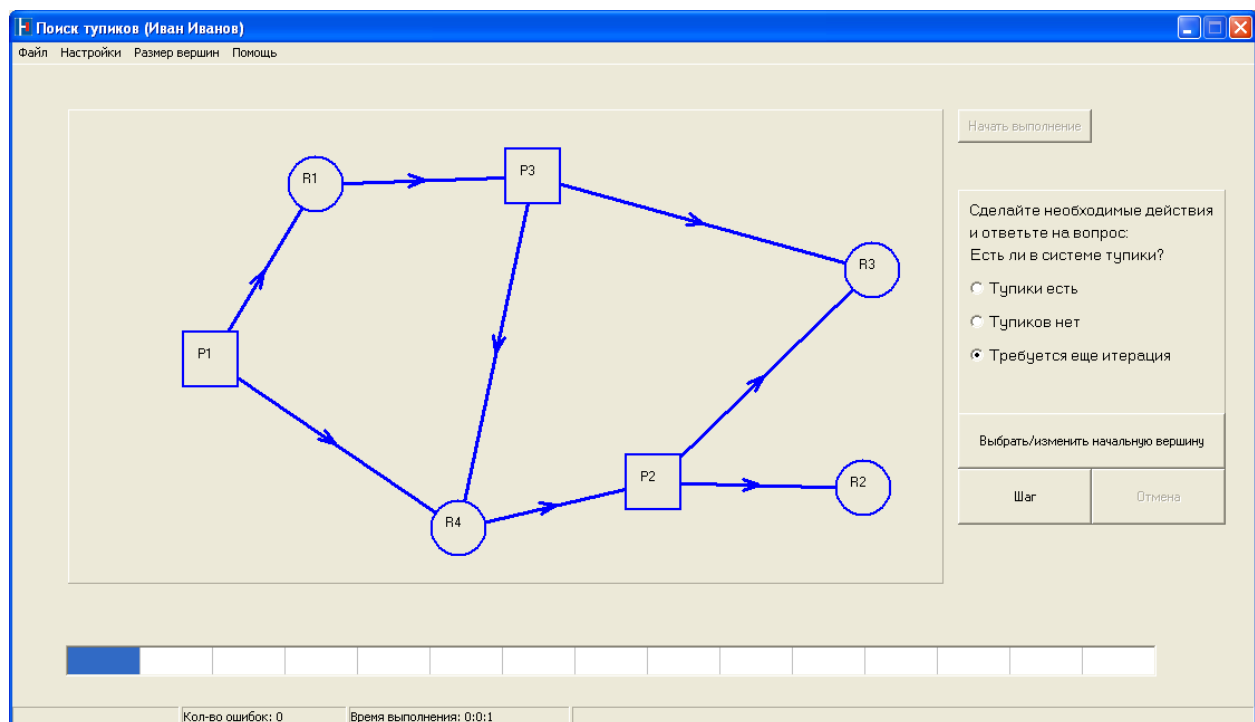 Поиск тупиков (Иван Иванов)
Файл Настройки Размер вершин Помощь
Начать выполнение
R1
P3
Сделайте необходимые действия
и ответьте на вопрос:
Есть ли в системе тупики?
R3
Тупики есть
Тупиков нет
P1
Требуется еще итерация
Выбрать/изменить начальную вершину
P2
R2
Шаг
Отмена
R4
Кол-во ошибок: 0
Время выполнения: 0:0:1